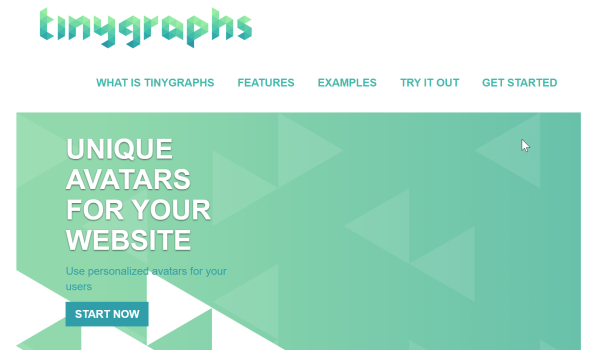 tinygraphs
WHAT IS TINYGRAPHS FEATURES EXAMPLES TRY IT OUT GET STARTED
UNIQUE
AVATARS
FOR YOUR
WEBSITE
Use personalized avatars for your
users
START NOW